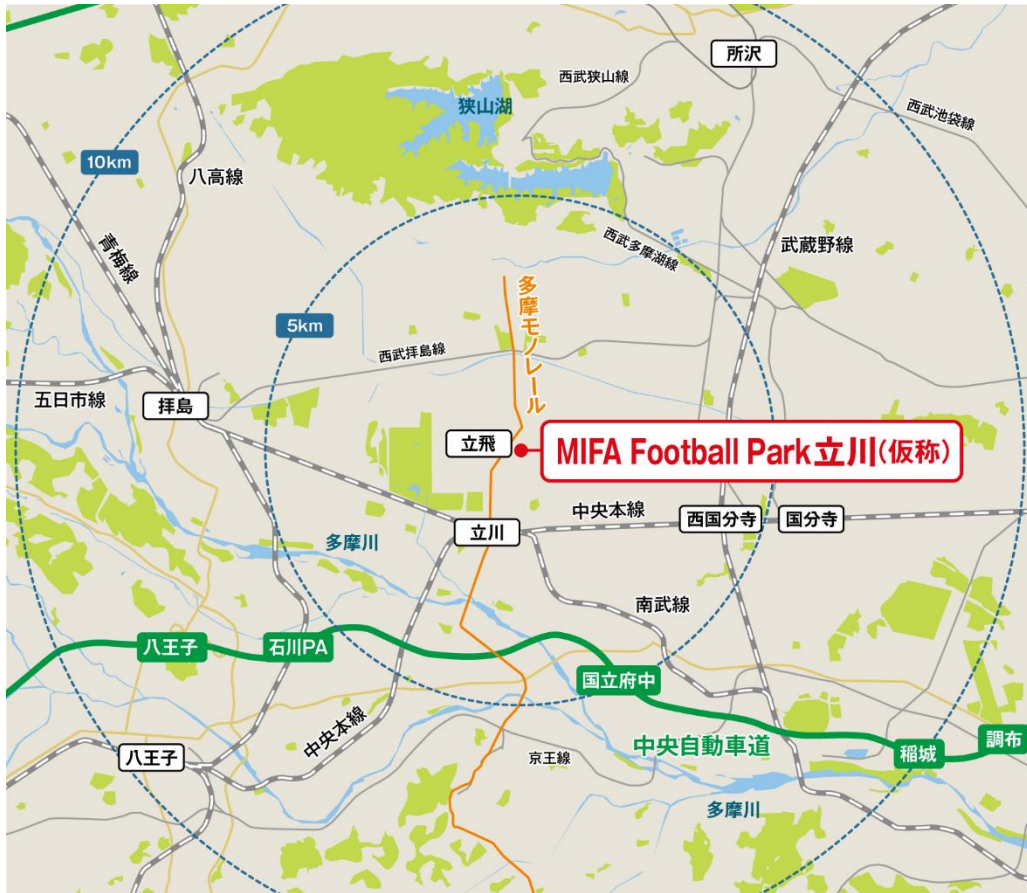 所沢
西武狭山線
狭山湖
西武池袋線
10km
八高線
青梅線
西武多摩湖線
武蔵野線
多摩モノレール
5km
西武拝島線
五日市線
拝島
立飛
MIFA Football Park 立川(仮称)
中央本線
立川
西国分寺
国分寺
多摩川
南武線
八王子
石川PA
国立府中
中央本線
中央自動車道
調布
稲城
八王子
京王線
多摩川